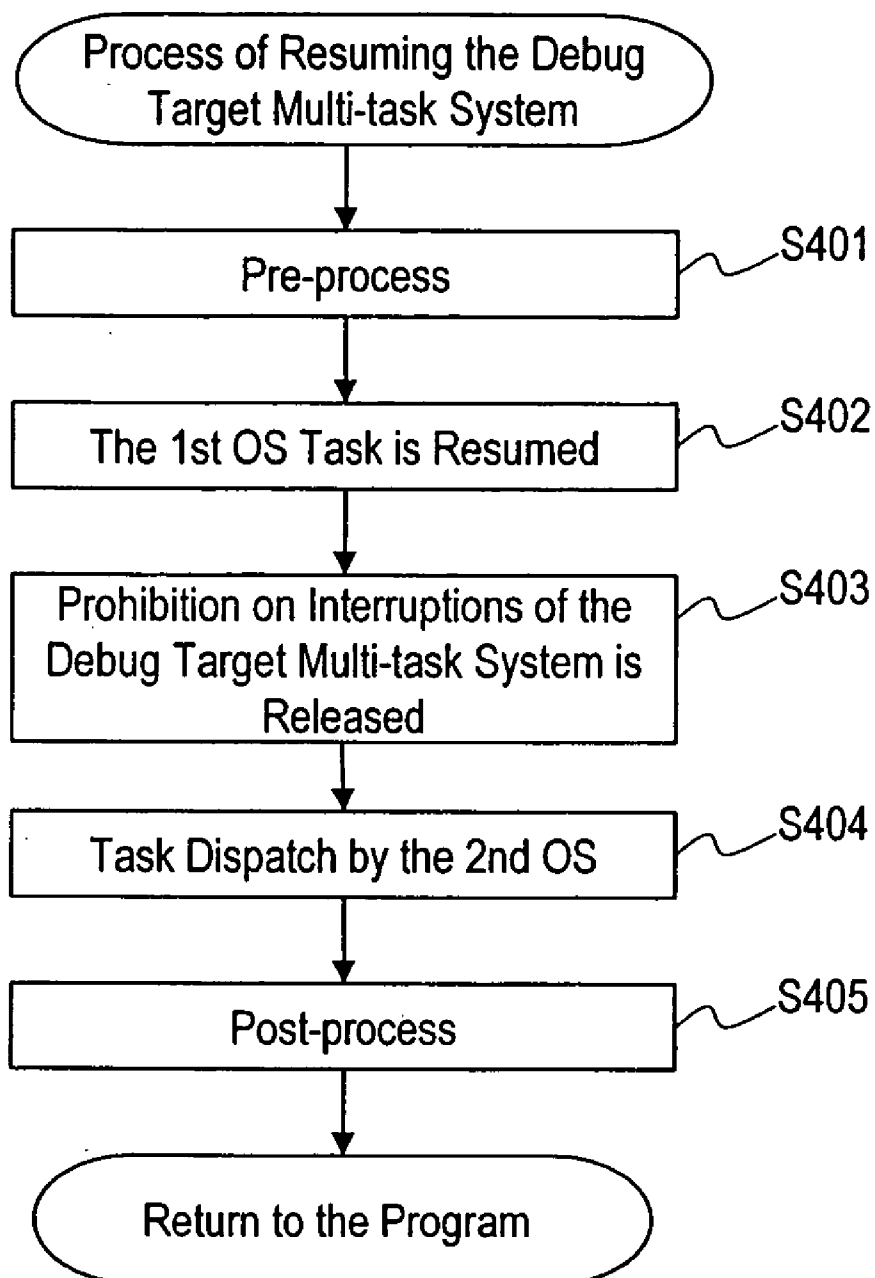 Process of Resuming the Debug
Target Multi-task System
S401
Pre-process
S402
The 1st OS Task is Resumed
S403
Prohibition on Interruptions of the
Debug Target Multi-task System is
Released
S404
Task Dispatch by the 2nd OS
S405
Post-process
Return to the Program